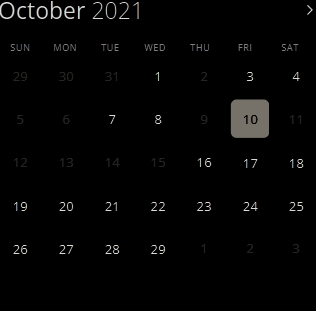 October 2021
SUN MON TUE WED THU FRI SAT
29 30 31 1 2 3 4
5 6 7 8 9 10 11
12 13 14 15 16 17 18
19 20 21 22 23 24 25
26 27 28 29 1 2 3